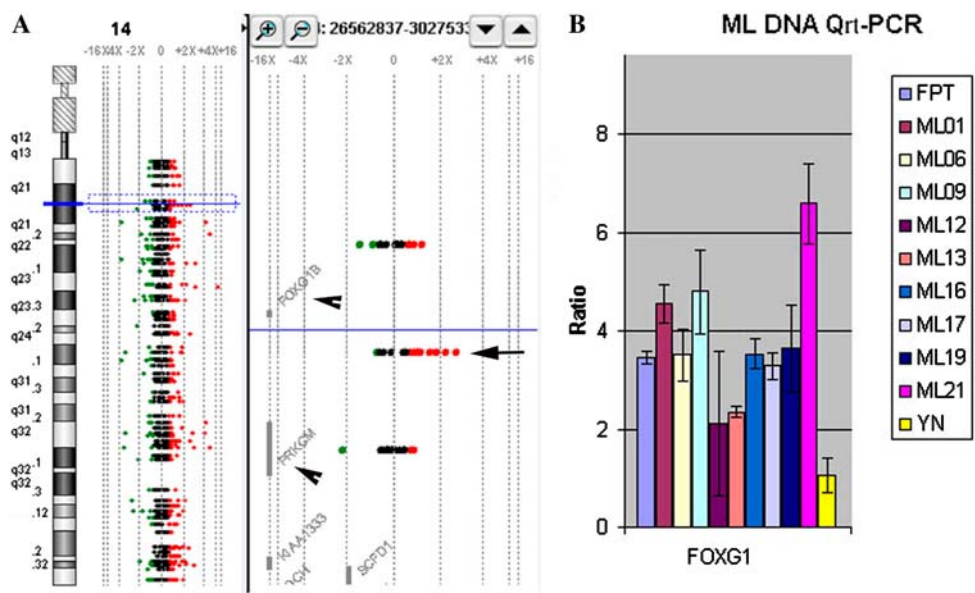 A
14
-16X4X -2X 0 +2X+4X+16
q12
q13
q21
q21
.2
q22
.1
q23
q23.3
.2
q24
.1
q31
.3
q31
.2
q32
.1
q32
q32
.3
.12
.2
.32
: 26562837-3027533
-16X -4X -2X 0 +2X +4X +16
FOXG1B
PRKCM
KIAA1333
SCFD1
B
ML DNA Qrt-PCR
Ratio
8
6
4
2
0
FOXG1
FPT
ML01
ML06
ML09
ML12
ML13
ML16
ML17
ML19
ML21
YN